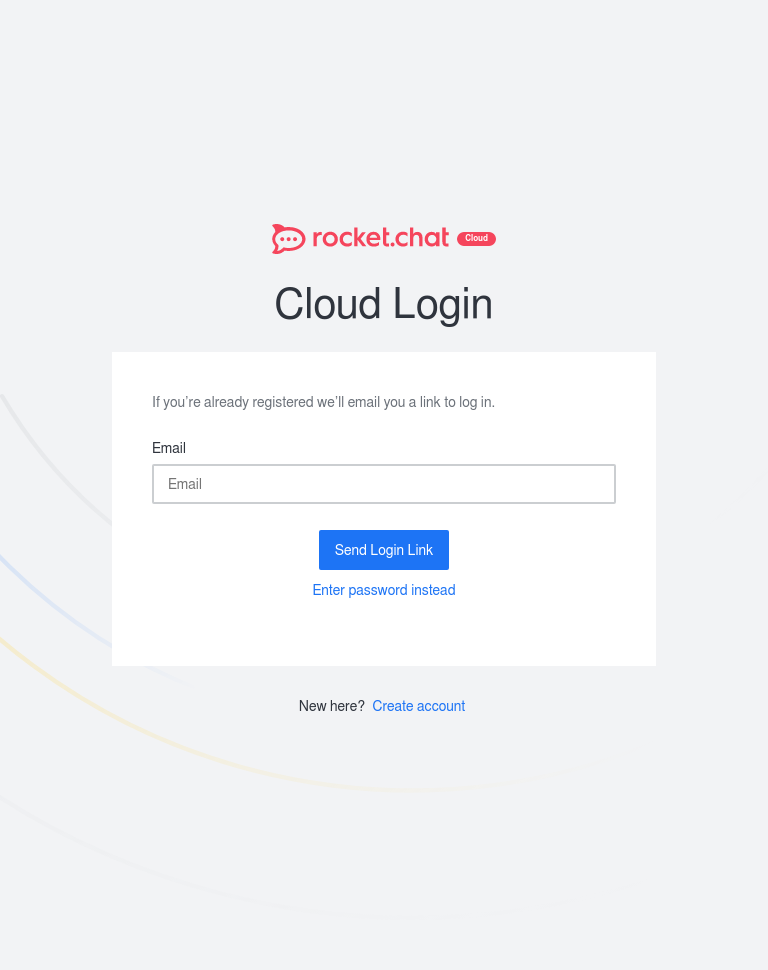 rocket.chat Cloud
Cloud Login
If you’re already registered we’ll email you a link to log in.
Email
Email
Send Login Link
Enter password instead
New here? Create account